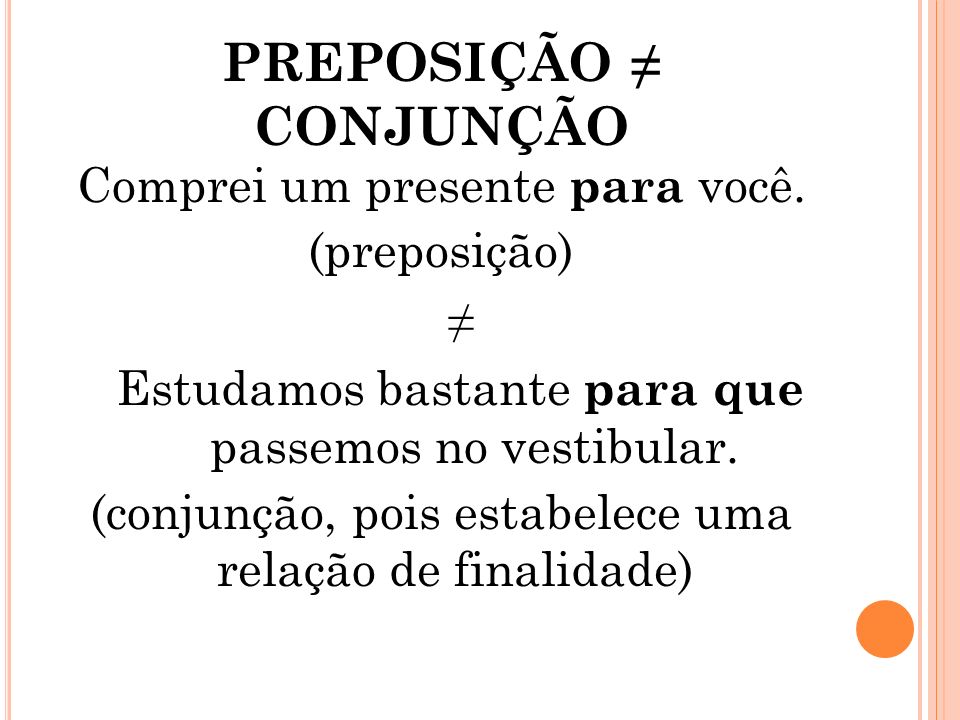 PREPOSIÇÃO ≠
CONJUNÇÃO
Comprei um presente para você.
(preposição)
≠
Estudamos bastante para que
passemos no vestibular.
(conjunção, pois estabelece uma
relação de finalidade)